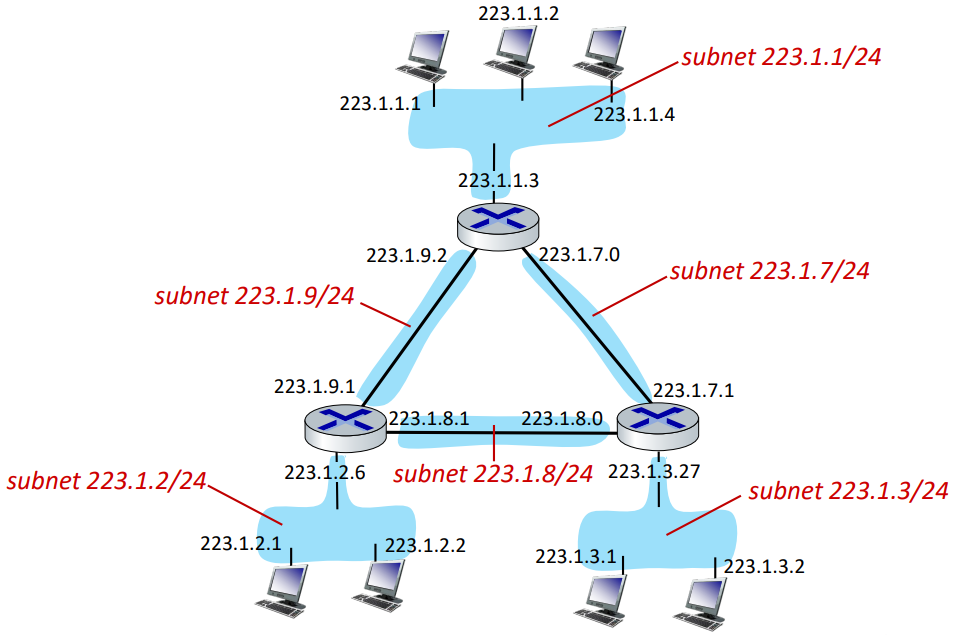 223.1.1.2
subnet 223.1.1/24
223.1.1.1
223.1.1.4
223.1.1.3
223.1.9.2
223.1.7.0
subnet 223.1.7/24
subnet 223.1.9/24
223.1.9.1
223.1.7.1
223.1.8.1
223.1.8.0
223.1.2.6
subnet 223.1.8/24
223.1.3.27
subnet 223.1.2/24
subnet 223.1.3/24
223.1.2.1
223.1.2.2
223.1.3.1
223.1.3.2